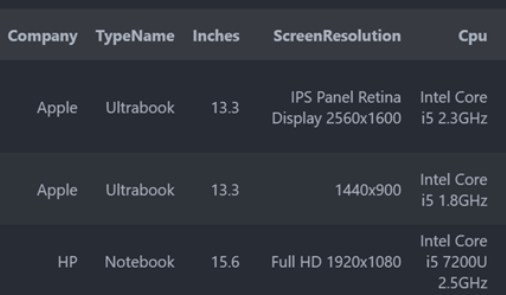 Company TypeName Inches ScreenResolution Cpu
Apple Ultrabook 13.3 IPS Panel Retina Display 2560x1600 Intel Core i5 2.3GHz
Apple Ultrabook 13.3 1440x900 Intel Core i5 1.8GHz
HP Notebook 15.6 Full HD 1920x1080 Intel Core i5 7200U 2.5GHz